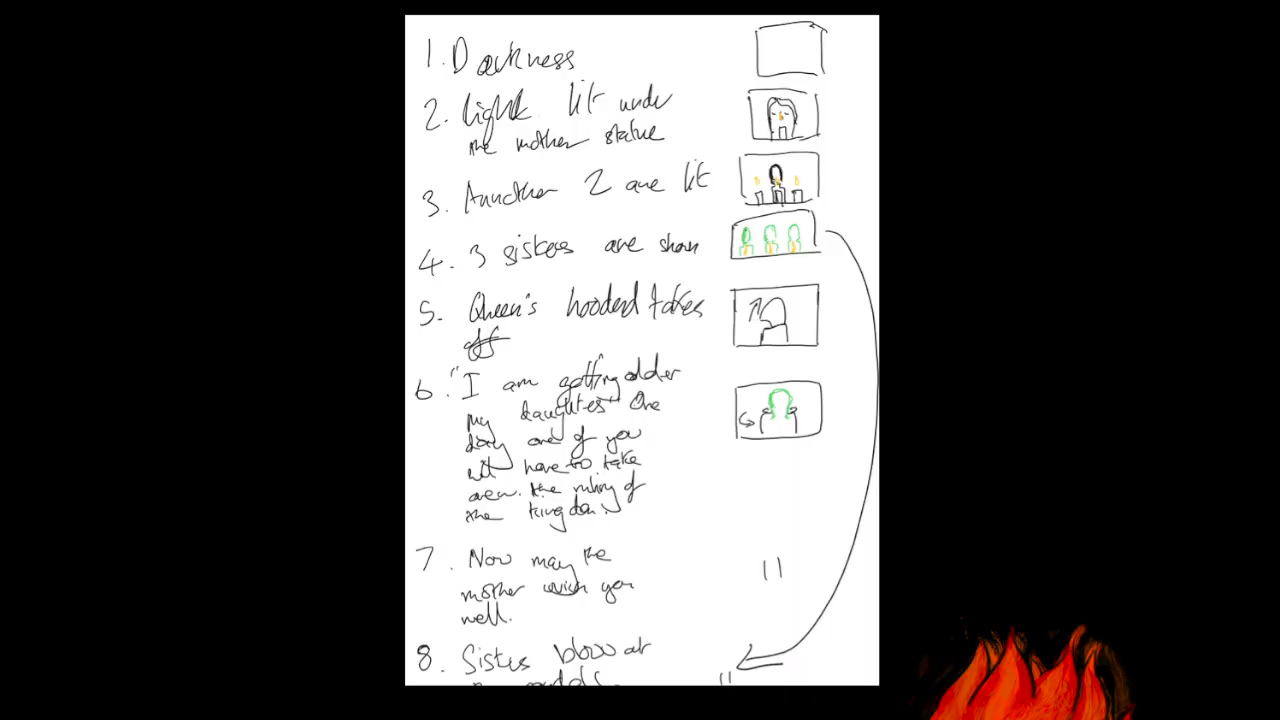 1. Darkness
2. light lit under
the mother statue
3. Annother 2 are lit
4. 3 sisters are shown
5. Queen's hooded takes
off
6. "I am getting older
my daughters" One
day one of you
will have to take
over. the ruling of
the kingdom.
7. Now may the
mother wish you
well.
8. Sisters blow out